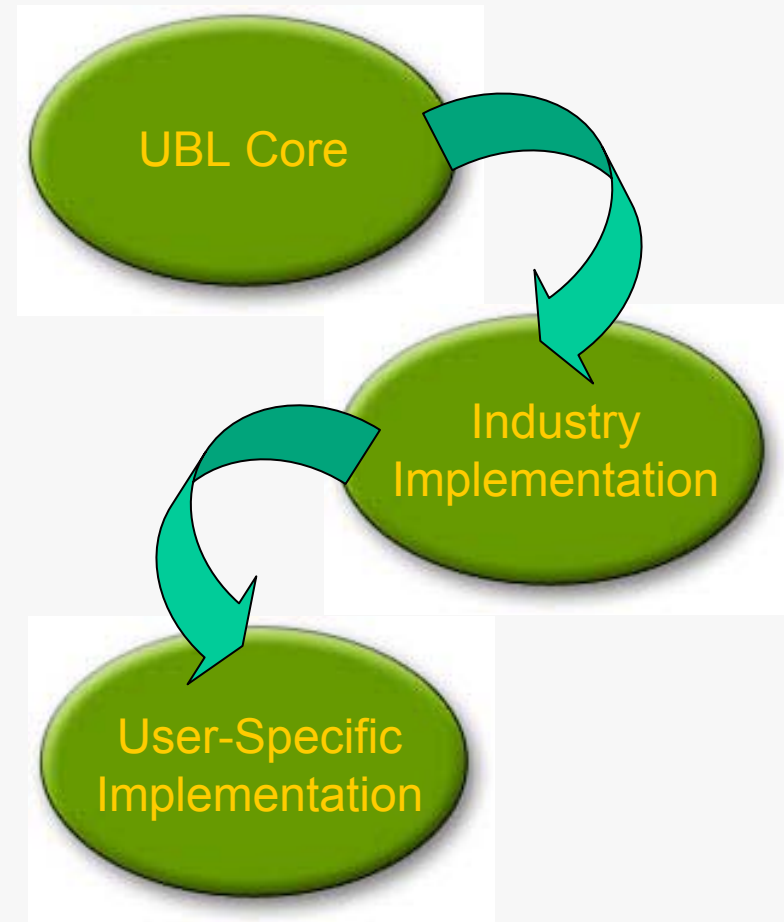 UBL Core
Industry
Implementation
User-Specific
Implementation